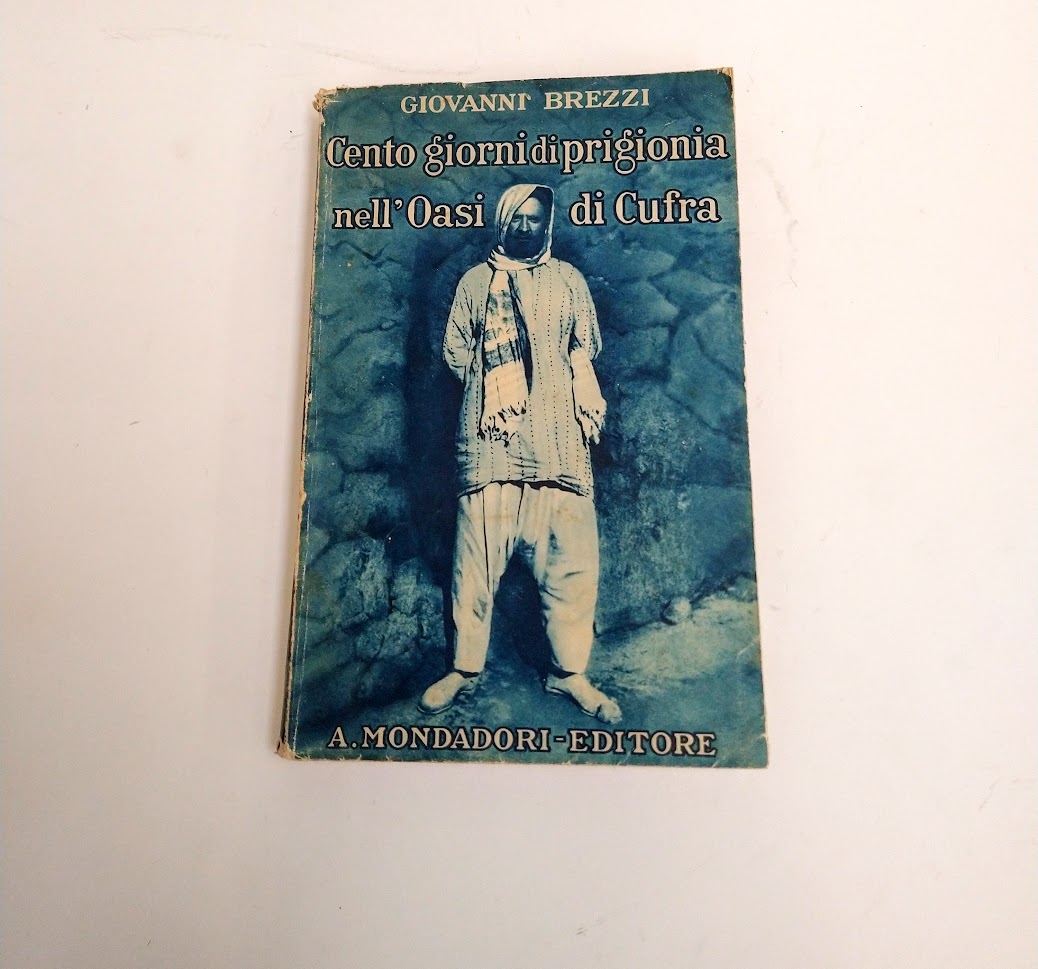 GIOVANNI BREZZI
Cento giorni di prigionia
nell'Oasi di Cufra
A. MONDADORI-EDITORE